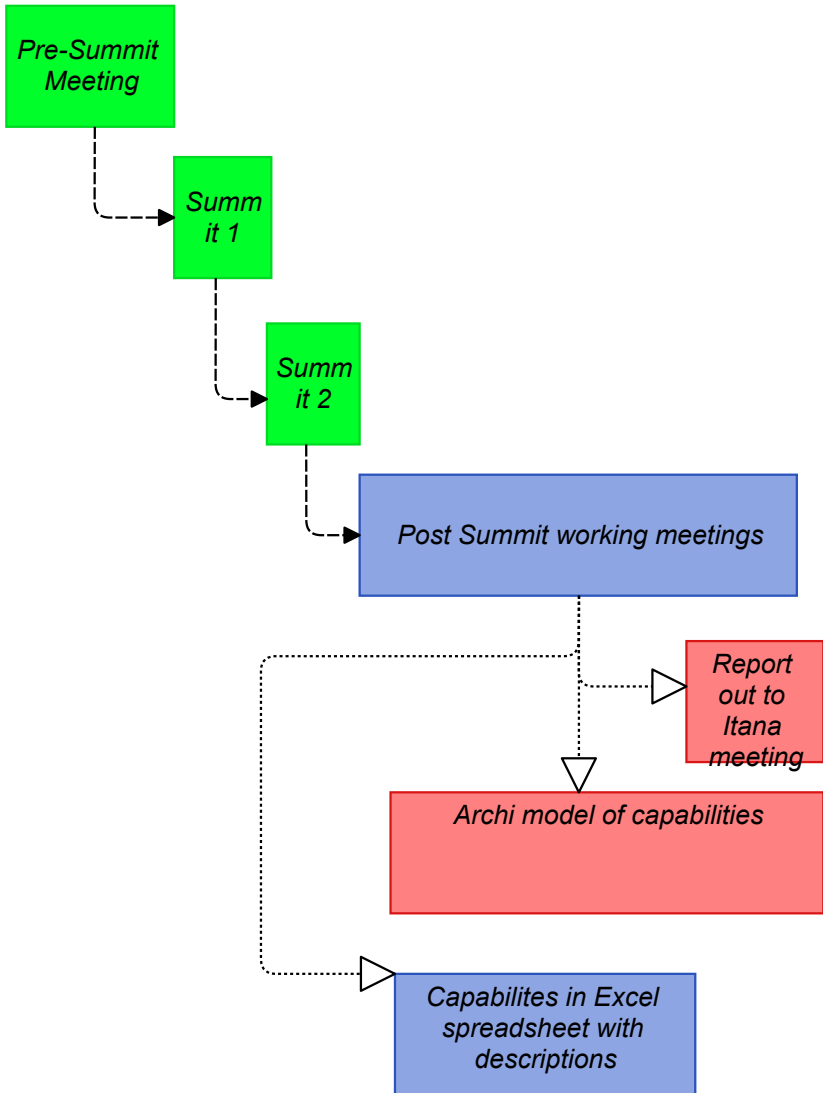 Pre-Summit
Meeting
Summ
it 1
Summ
it 2
Post Summit working meetings
Report
out to
Itana
meeting
Archi model of capabilities
Capabilites in Excel
spreadsheet with
descriptions